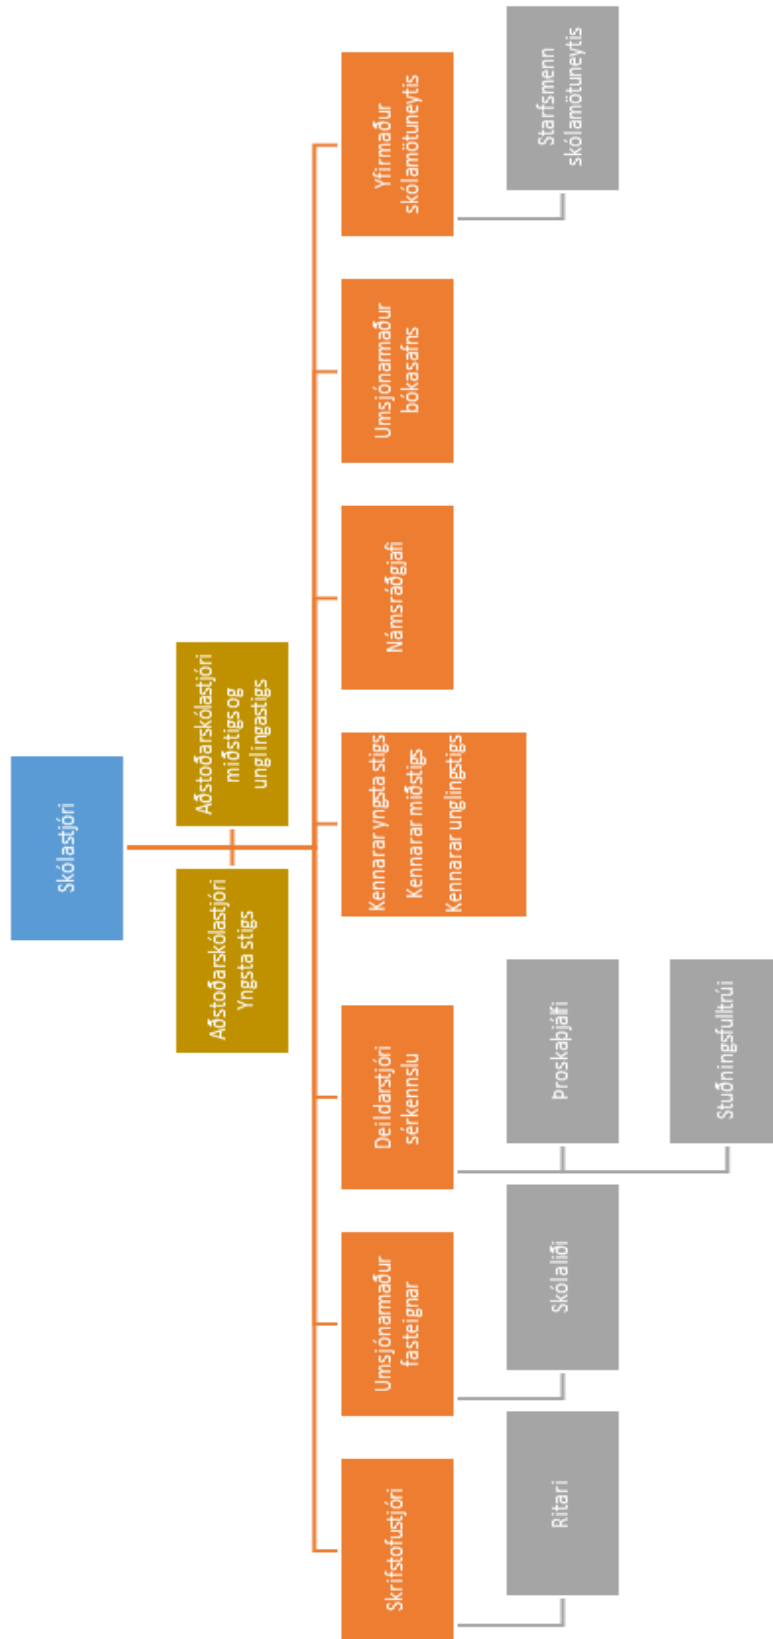 Skólastjóri
Aðstoðarskólastjóri
Yngsta stigs
Aðstoðarskólastjóri
miðstigs og
unglingastigs
Skrifstofustjóri
Umsjónarmaður
fasteignar
Deildarstjóri
sérkennslu
Kennarar yngsta stigs
Kennarar miðstigs
Kennarar unglingstigs
Námsráðgjafi
Umsjónarmaður
bókasafns
Yfirmaður
skólamötuneytis
Ritari
Skólaliði
Þroskaþjálfi
Starfsmenn
skólamötuneytis
Stuðningsfulltrúi